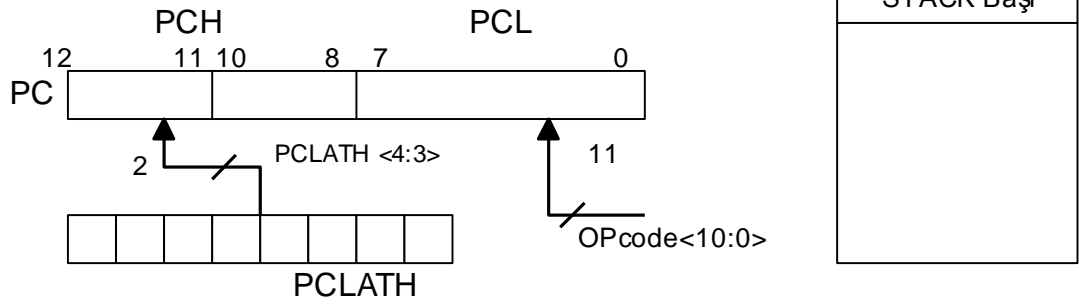 STACK Başı
PCH PCL
12 11 10 8 7 0
PC
2 PCLATH <4:3> 11
OPcode<10:0>
PCLATH